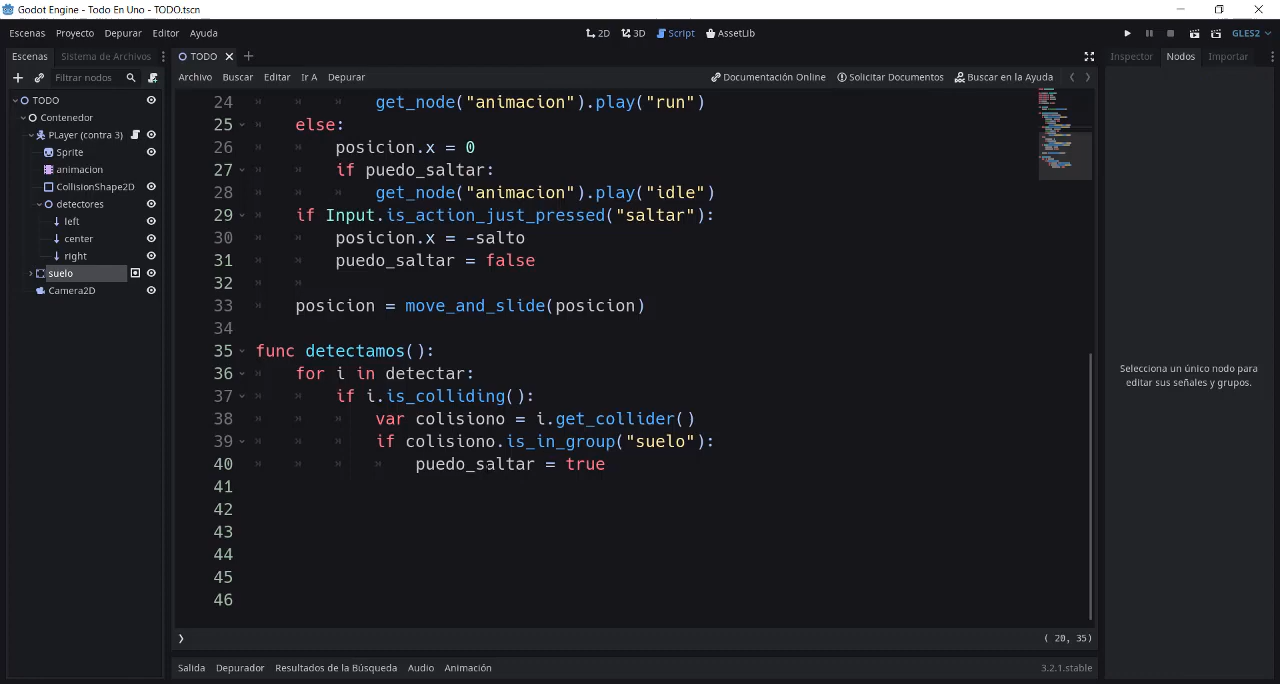 Godot Engine - Todo En Uno - TODO.tscn
Escenas Proyecto Depurar Editor Ayuda
2D 3D Script AssetLib
GLES2
Escenas Sistema de Archivos
TODO
Inspector Nodos Importar
Filtrar nodos
Archivo Buscar Editar Ir A Depurar
Documentación Online Solicitar Documentos Buscar en la Ayuda
TODO
Contenedor
PLayer (contra 3)
Sprite
animacion
CollisionShape2D
detectores
left
center
right
suelo
Camera2D
24 get_node("animacion").play("run")
25 else:
26 posicion.x = 0
27 if puedo_saltar:
28 get_node("animacion").play("idle")
29 if Input.is_action_just_pressed("saltar"):
30 posicion.x = -salto
31 puedo_saltar = false
32
33 posicion = move_and_slide(posicion)
34
35 func detectamos():
36 for i in detectar:
37 if i.is_colliding():
38 var colisiono = i.get_collider()
39 if colisiono.is_in_group("suelo"):
40 puedo_saltar = true
41
42
43
44
45
46
Selecciona un único nodo para
editar sus señales y grupos.
( 20, 35)
Salida Depurador Resultados de la Búsqueda Audio Animación
3.2.1.stable